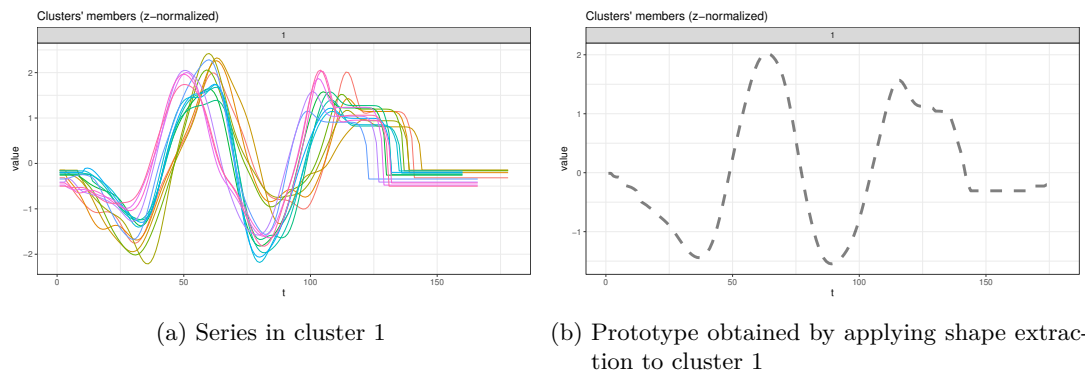 Clusters' members (z-normalized)
1
value
2
1
0
−1
−2
0
50
100
150
t
Clusters' members (z-normalized)
1
value
2
1
0
−1
0
50
100
150
t
(a) Series in cluster 1
(b) Prototype obtained by applying shape extrac-
tion to cluster 1